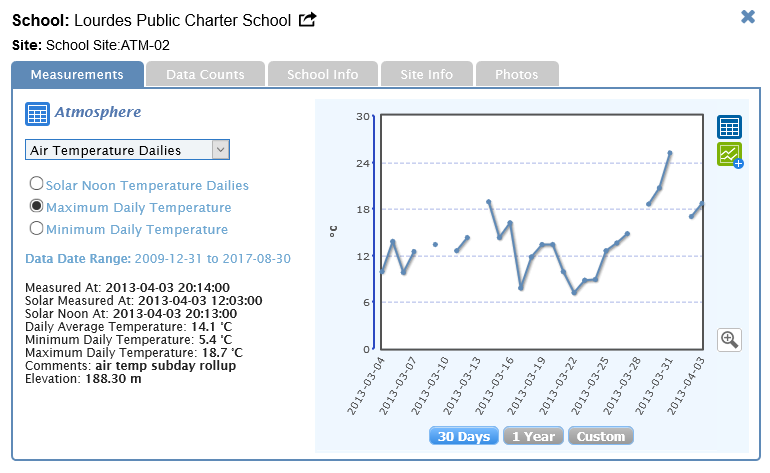 School: Lourdes Public Charter School
Site: School Site:ATM-02
Measurements
Data Counts
School Info
Site Info
Photos
Atmosphere
Air Temperature Dailies
Solar Noon Temperature Dailies
Maximum Daily Temperature
Minimum Daily Temperature
Data Date Range: 2009-12-31 to 2017-08-30
Measured At: 2013-04-03 20:14:00
Solar Measured At: 2013-04-03 12:03:00
Solar Noon At: 2013-04-03 20:13:00
Daily Average Temperature: 14.1 °C
Minimum Daily Temperature: 5.4 °C
Maximum Daily Temperature: 18.7 °C
Comments: air temp subday rollup
Elevation: 188.30 m
°C
30
24
18
12
6
0
2013-03-04
2013-03-07
2013-03-10
2013-03-13
2013-03-16
2013-03-19
2013-03-22
2013-03-25
2013-03-28
2013-03-31
2013-04-03
30 Days
1 Year
Custom